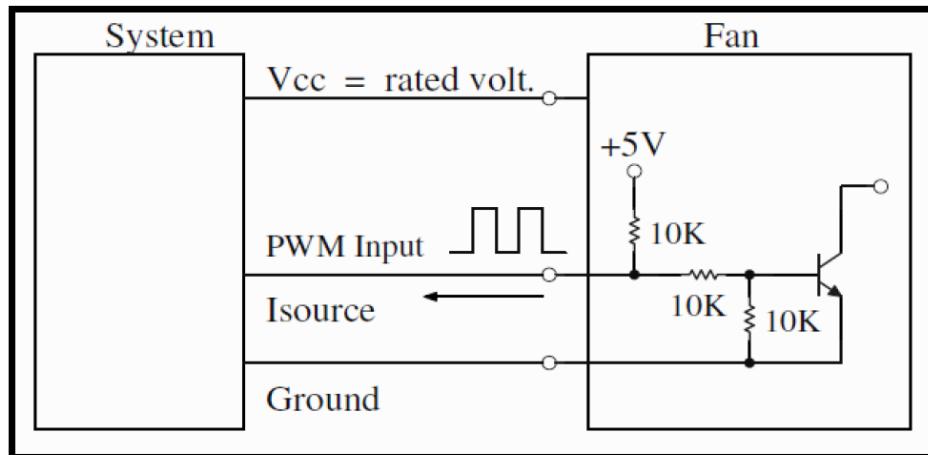 System
Fan
Vcc = rated volt.
+5V
10K
PWM Input
10K
10K
Isource
Ground